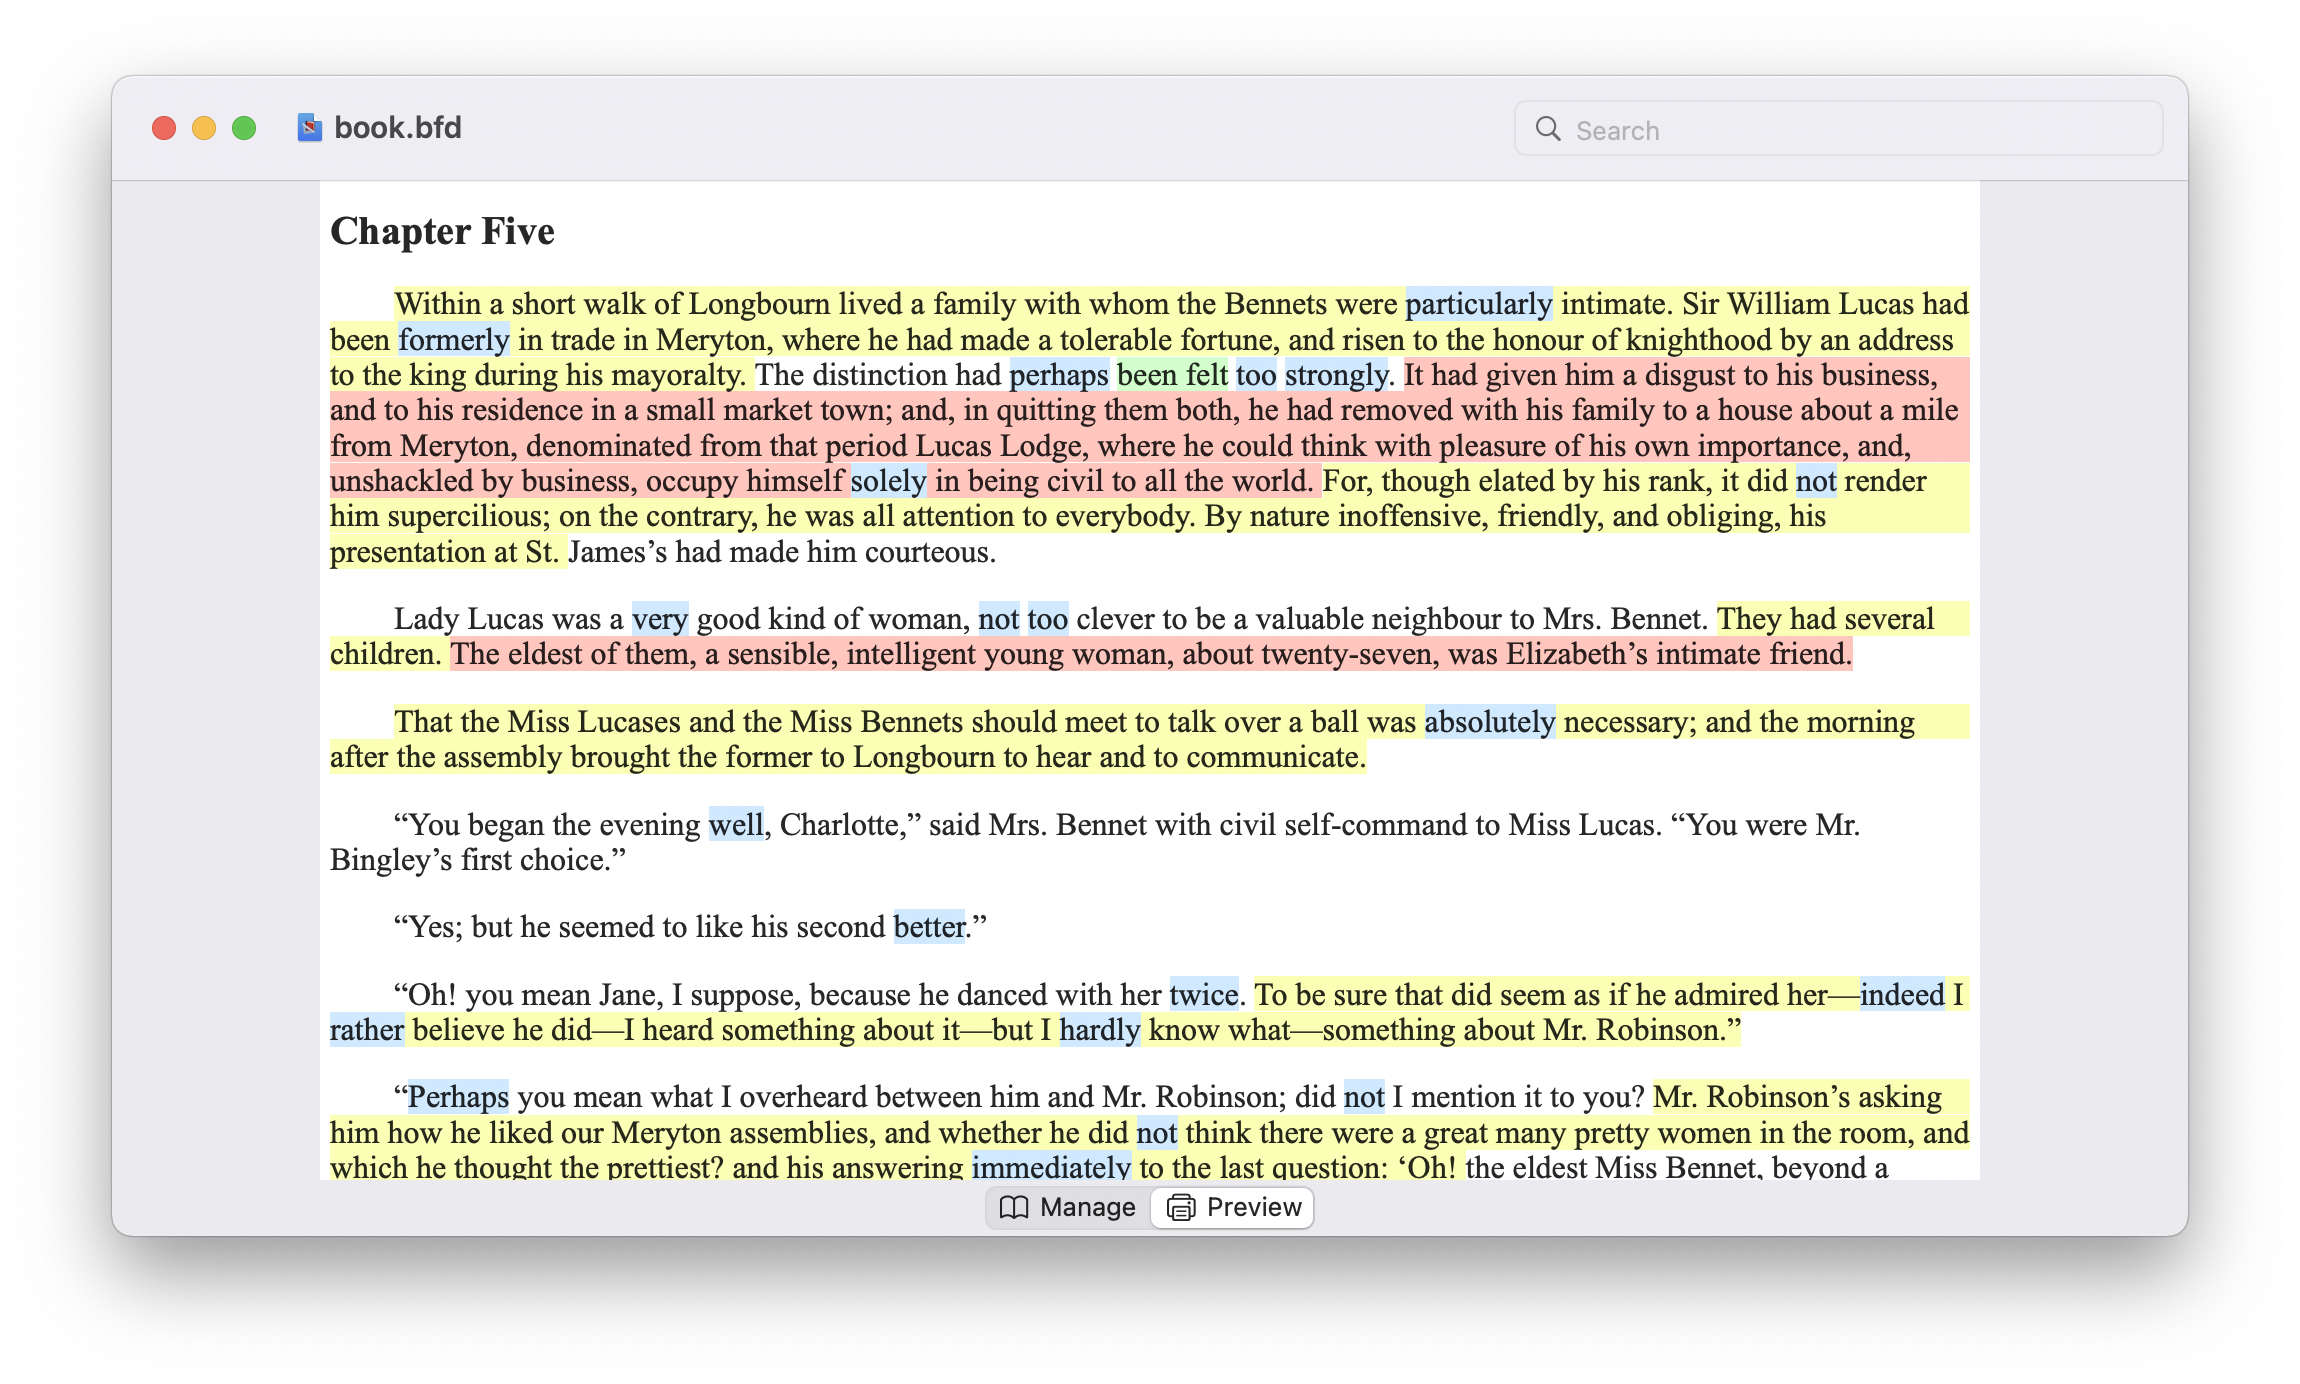 book.bfd
Search
Chapter Five
Within a short walk of Longbourn lived a family with whom the Bennets were particularly intimate. Sir William Lucas had
been formerly in trade in Meryton, where he had made a tolerable fortune, and risen to the honour of knighthood by an address
to the king during his mayoralty. The distinction had perhaps been felt too strongly. It had given him a disgust to his business,
and to his residence in a small market town; and, in quitting them both, he had removed with his family to a house about a mile
from Meryton, denominated from that period Lucas Lodge, where he could think with pleasure of his own importance, and,
unshackled by business, occupy himself solely in being civil to all the world. For, though elated by his rank, it did not render
him supercilious; on the contrary, he was all attention to everybody. By nature inoffensive, friendly, and obliging, his
presentation at St. James’s had made him courteous.
Lady Lucas was a very good kind of woman, not too clever to be a valuable neighbour to Mrs. Bennet. They had several
children. The eldest of them, a sensible, intelligent young woman, about twenty-seven, was Elizabeth’s intimate friend.
That the Miss Lucases and the Miss Bennets should meet to talk over a ball was absolutely necessary; and the morning
after the assembly brought the former to Longbourn to hear and to communicate.
“You began the evening well, Charlotte,” said Mrs. Bennet with civil self-command to Miss Lucas. “You were Mr.
Bingley’s first choice.”
“Yes; but he seemed to like his second better.”
“Oh! you mean Jane, I suppose, because he danced with her twice. To be sure that did seem as if he admired her—indeed I
rather believe he did—I heard something about it—but I hardly know what—something about Mr. Robinson.”
“Perhaps you mean what I overheard between him and Mr. Robinson; did not I mention it to you? Mr. Robinson’s asking
him how he liked our Meryton assemblies, and whether he did not think there were a great many pretty women in the room, and
which he thought the prettiest? and his answering immediately to the last question: ‘Oh! the eldest Miss Bennet, beyond a
Manage
Preview